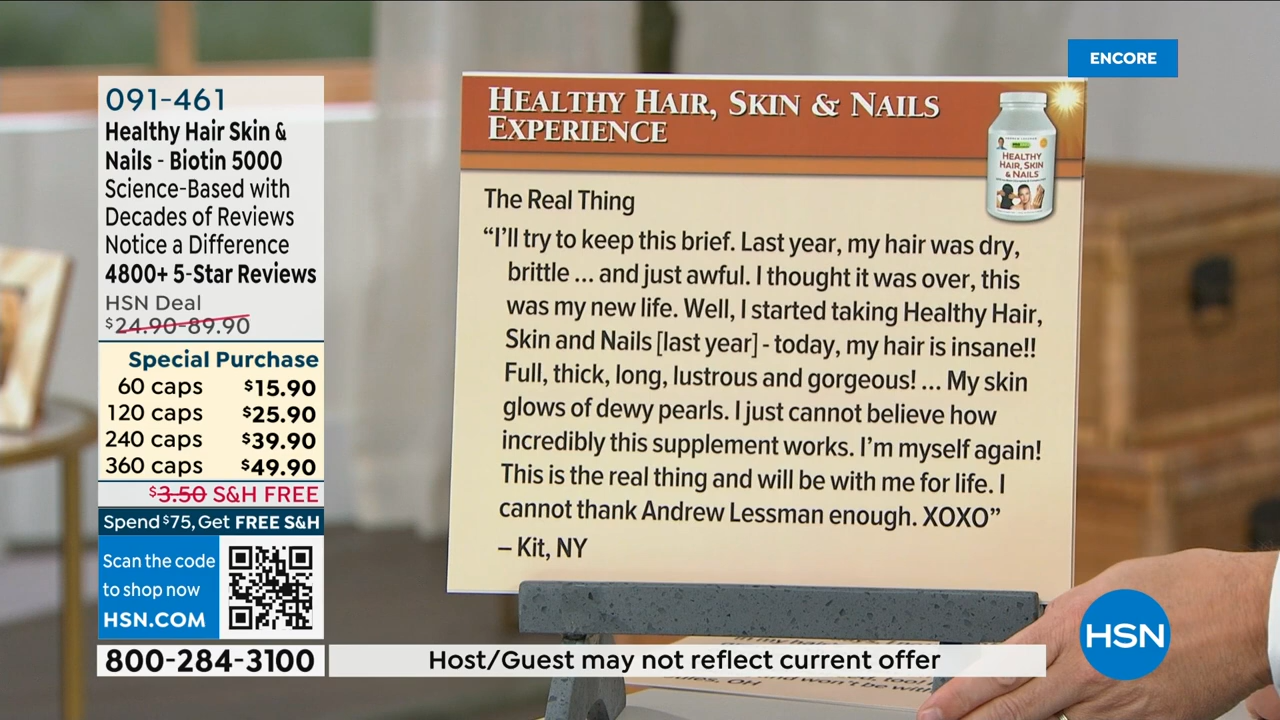 ENCORE
091-461
Healthy Hair Skin &
Nails - Biotin 5000
Science-Based with
Decades of Reviews
Notice a Difference
4800+ 5-Star Reviews
HSN Deal
$24.90-89.90
Special Purchase
60 caps $15.90
120 caps $25.90
240 caps $39.90
360 caps $49.90
$3.50 S&H FREE
Spend $75, Get FREE S&H
Scan the code
to shop now
HSN.COM
800-284-3100
Host/Guest may not reflect current offer
HEALTHY HAIR, SKIN & NAILS
EXPERIENCE
HEALTHY
HAIR, SKIN
& NAILS
The Real Thing
“I’ll try to keep this brief. Last year, my hair was dry,
brittle ... and just awful. I thought it was over, this
was my new life. Well, I started taking Healthy Hair,
Skin and Nails [last year] - today, my hair is insane!!
Full, thick, long, lustrous and gorgeous! ... My skin
glows of dewy pearls. I just cannot believe how
incredibly this supplement works. I’m myself again!
This is the real thing and will be with me for life. I
cannot thank Andrew Lessman enough. XOXO”
– Kit, NY
HSN